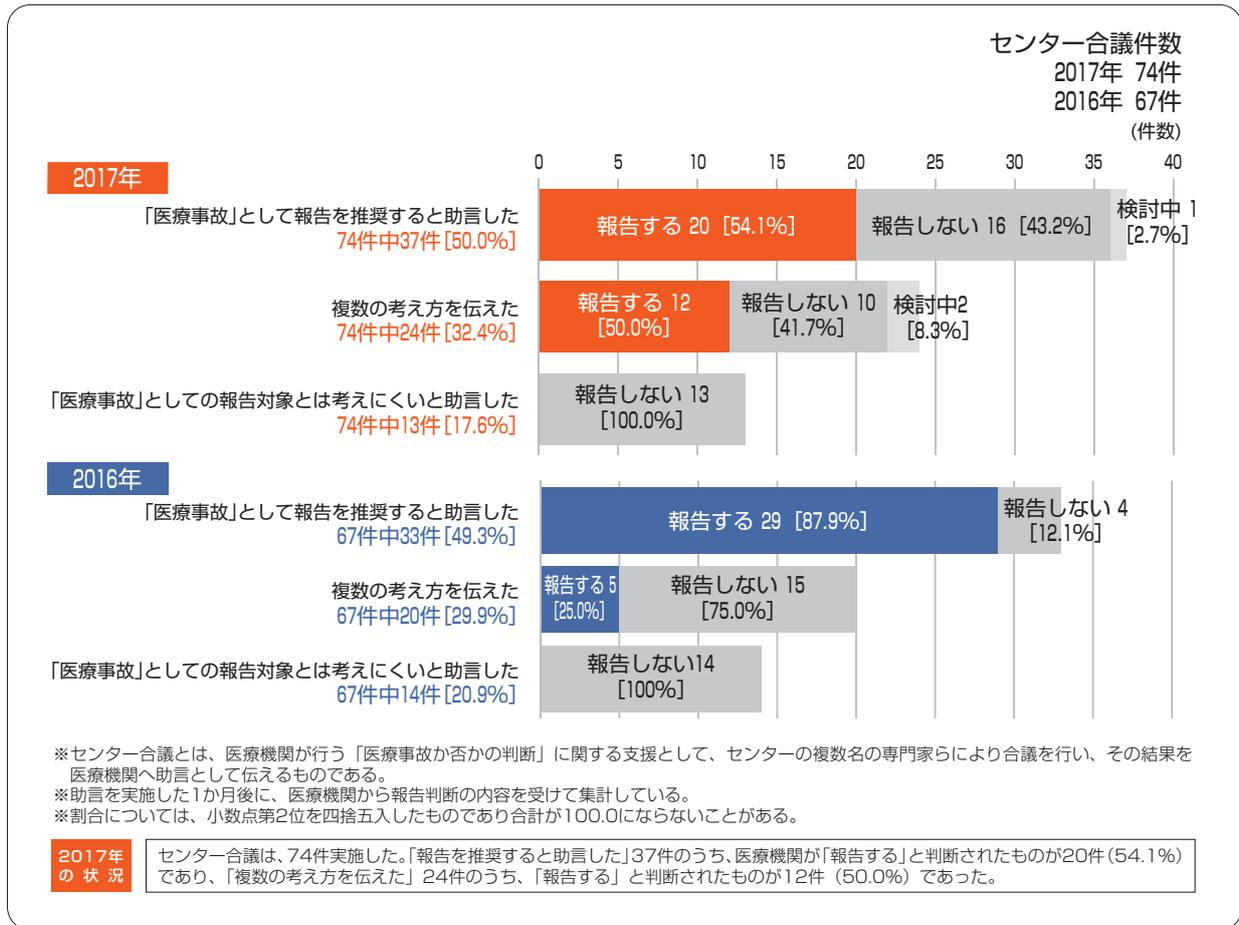 センター合議件数
2017年 74件
2016年 67件
(件数)
0 5 10 15 20 25 30 35 40
2017年
「医療事故」として報告を推奨すると助言した
74件中37件[50.0%]
報告する 20 [54.1%]
報告しない 16 [43.2%]
検討中 1
[2.7%]
複数の考え方を伝えた
74件中24件[32.4%]
報告する 12
[50.0%]
報告しない 10
[41.7%]
検討中2
[8.3%]
「医療事故」としての報告対象とは考えにくいと助言した
74件中13件[17.6%]
報告しない 13
[100.0%]
2016年
「医療事故」として報告を推奨すると助言した
67件中33件[49.3%]
報告する 29 [87.9%]
報告しない 4
[12.1%]
複数の考え方を伝えた
67件中20件[29.9%]
報告する 5
[25.0%]
報告しない 15
[75.0%]
「医療事故」としての報告対象とは考えにくいと助言した
67件中14件[20.9%]
報告しない14
[100%]
※センター合議とは、医療機関が行う「医療事故か否かの判断」に関する支援として、センターの複数名の専門家らにより合議を行い、その結果を
医療機関へ助言として伝えるものである。
※助言を実施した1か月後に、医療機関から報告判断の内容を受けて集計している。
※割合については、小数点第2位を四捨五入したものであり合計が100.0にならないことがある。
2017年
の 状 況
センター合議は、74件実施した。「報告を推奨すると助言した」37件のうち、医療機関が「報告する」と判断されたものが20件(54.1%)
であり、「複数の考え方を伝えた」24件のうち、「報告する」と判断されたものが12件(50.0%)であった。